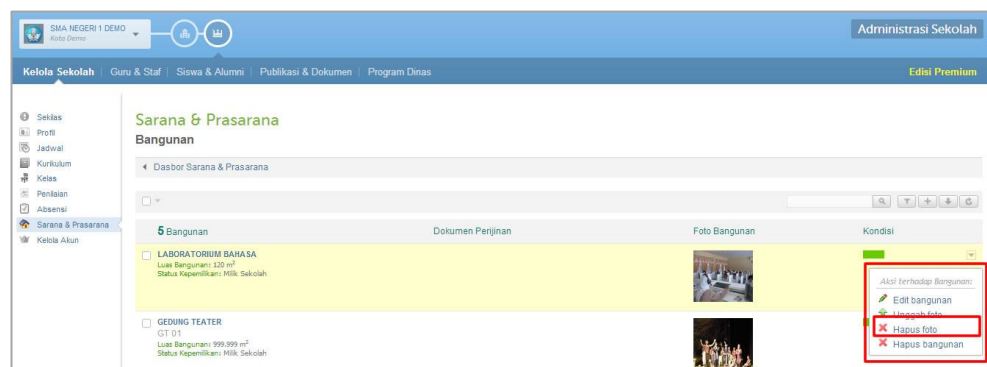 SMA NEGERI 1 DEMO
Kota Demo
Administrasi Sekolah
Kelola Sekolah | Guru & Staf | Siswa & Alumni | Publikasi & Dokumen | Program Dinas
Edisi Premium
Sekilas
Profil
Jadwal
Kurikulum
Kelas
Penilaian
Absensi
Sarana & Prasarana
Kelola Akun
Sarana & Prasarana
Bangunan
Dasbor Sarana & Prasarana
5 Bangunan Dokumen Perijinan Foto Bangunan Kondisi
LABORATORIUM BAHASA
Luas Bangunan: 120 m²
Status Kepemilikan: Milik Sekolah
GEDUNG TEATER
GT 01
Luas Bangunan: 999.999 m²
Status Kepemilikan: Milik Sekolah
Aksi terhadap Bangunan:
Edit bangunan
Unggah foto
Hapus foto
Hapus bangunan